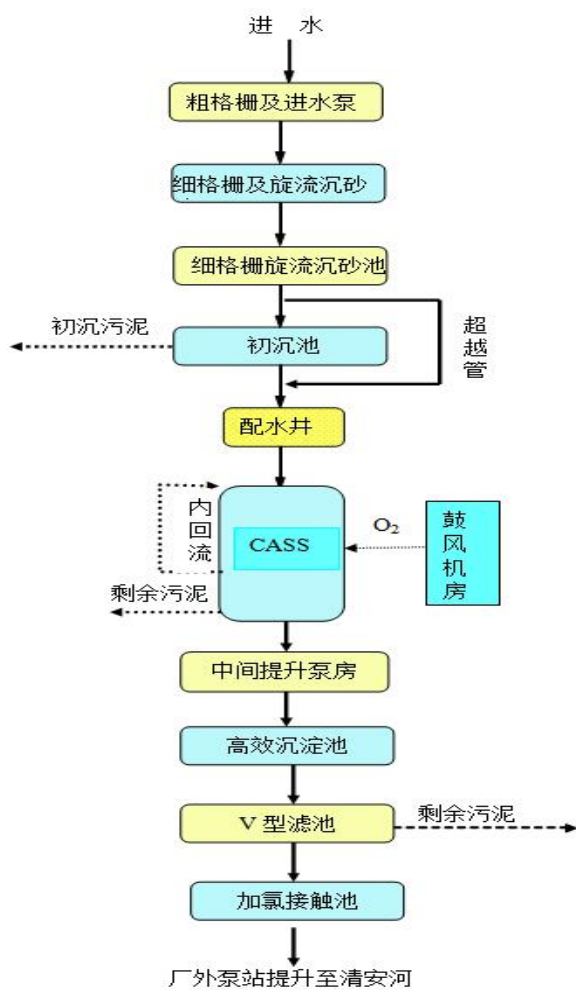 进 水
粗格栅及进水泵
细格栅及旋流沉砂
细格栅旋流沉砂池
初沉污泥
初沉池
超越管
配水井
内回流
CASS
O₂
鼓风机房
剩余污泥
中间提升泵房
高效沉淀池
V 型滤池
剩余污泥
加氯接触池
厂外泵站提升至清安河